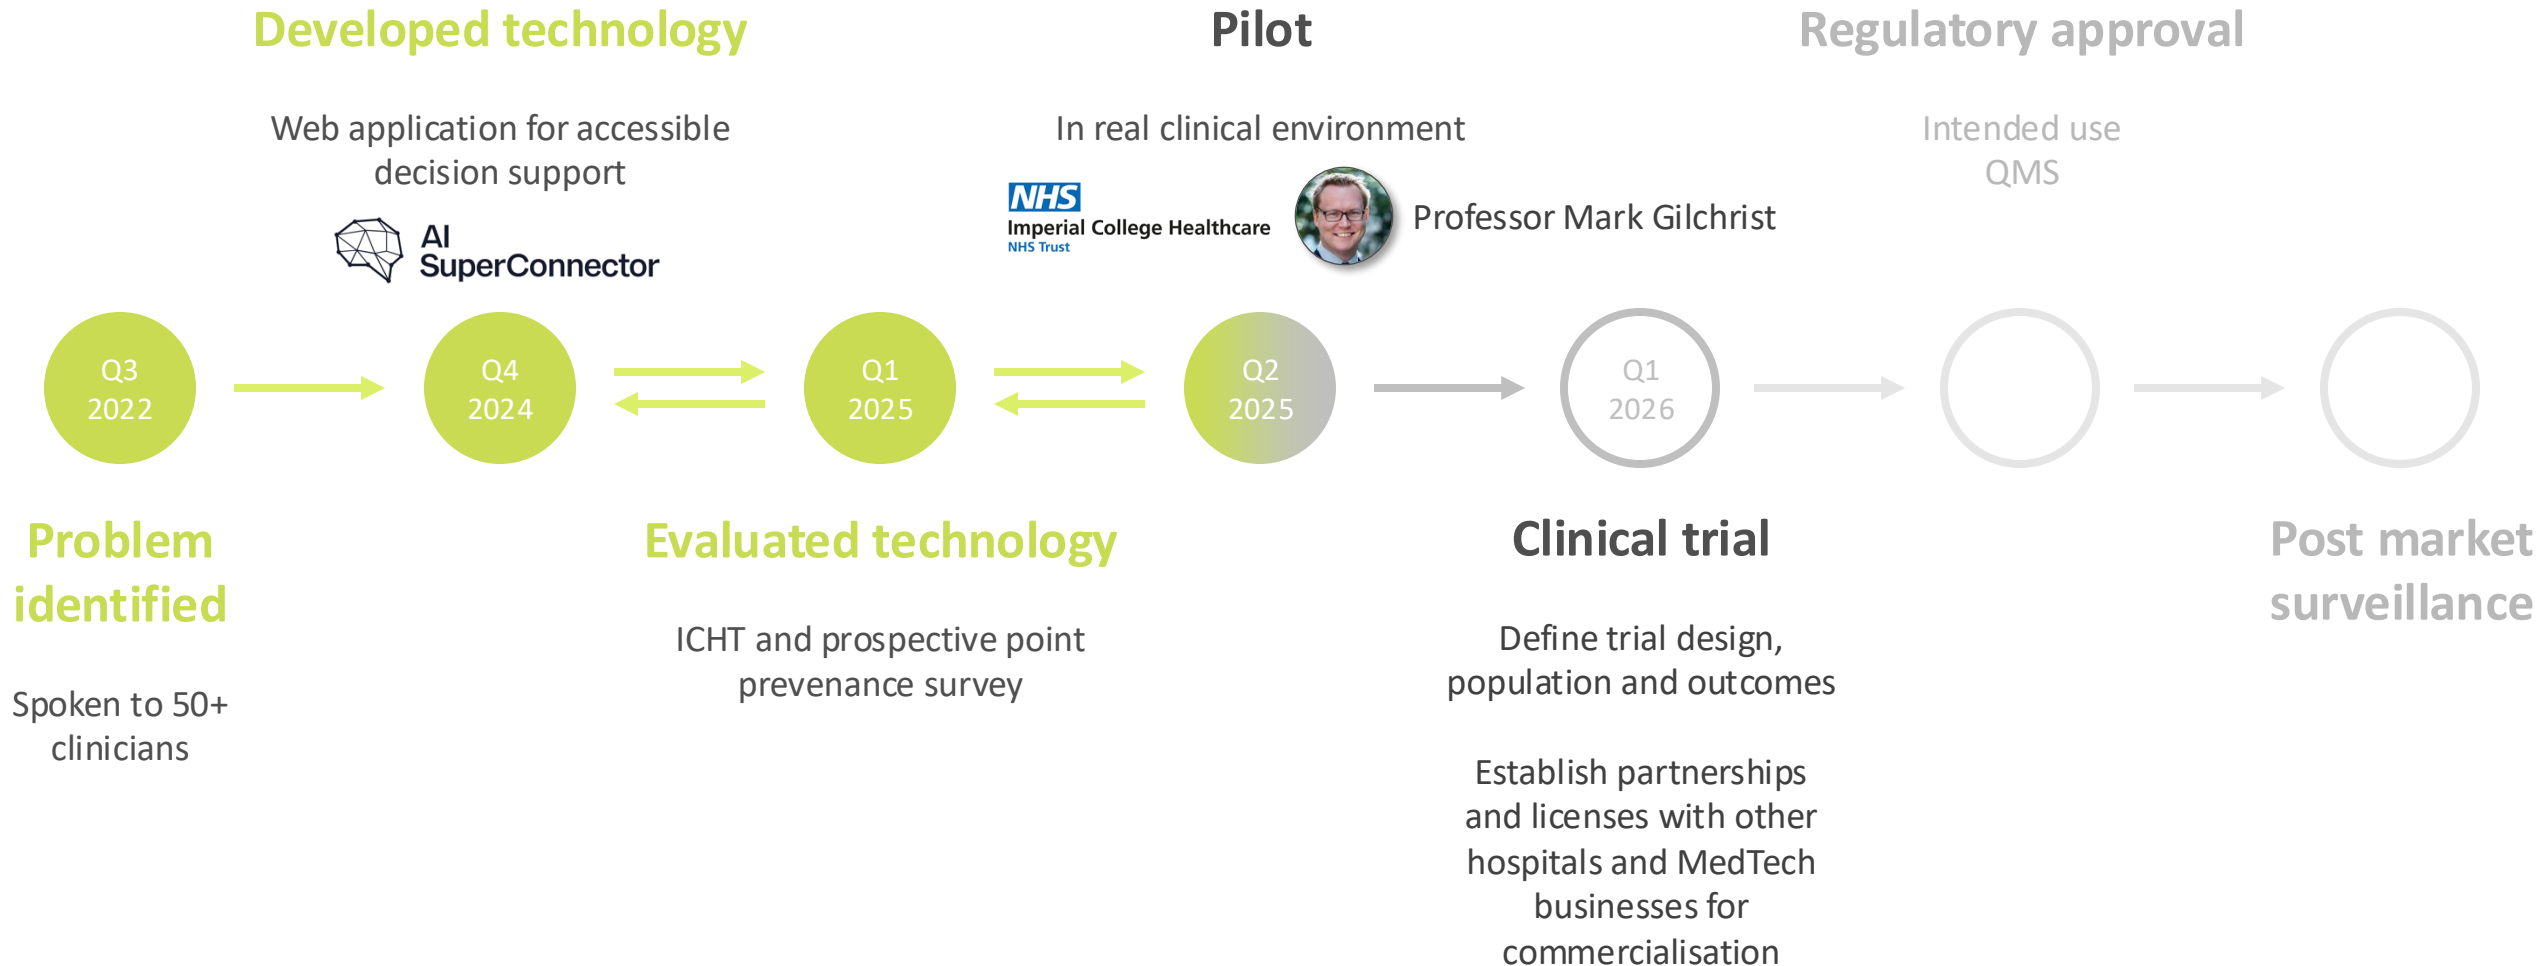 Developed technology
Web application for accessible
decision support
AI
SuperConnector
Pilot
In real clinical environment
NHS
Imperial College Healthcare
NHS Trust
Professor Mark Gilchrist
Regulatory approval
Intended use
QMS
Q3
2022
Q4
2024
Q1
2025
Q2
2025
Q1
2026
Problem
identified
Spoken to 50+
clinicians
Evaluated technology
ICHT and prospective point
prevenance survey
Clinical trial
Define trial design,
population and outcomes
Establish partnerships
and licenses with other
hospitals and MedTech
businesses for
commercialisation
Post market
surveillance